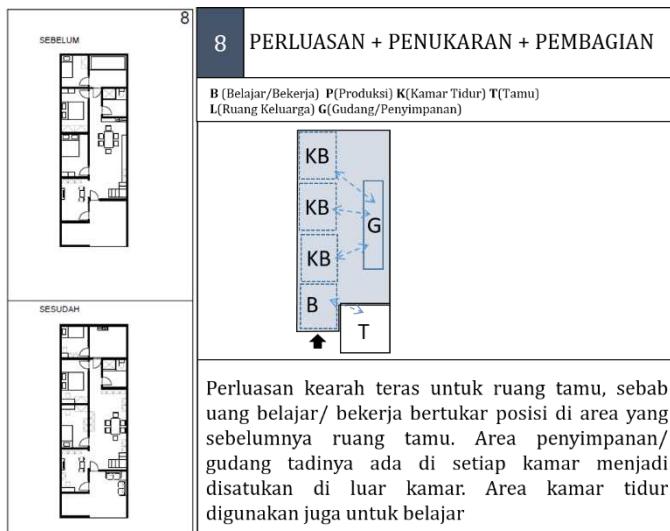 8
SEBELUM
SESUDAH
8 PERLUASAN + PENUKARAN + PEMBAGIAN
B (Belajar/Bekerja) P(Produksi) K(Kamar Tidur) T(Tamu)
L(Ruang Keluarga) G(Gudang/Penyimpanan)
KB
KB
G
KB
B
T
Perluasan kearah teras untuk ruang tamu, sebab
uang belajar/ bekerja bertukar posisi di area yang
sebelumnya ruang tamu. Area penyimpanan/
gudang tadinya ada di setiap kamar menjadi
disatukan di luar kamar. Area kamar tidur
digunakan juga untuk belajar